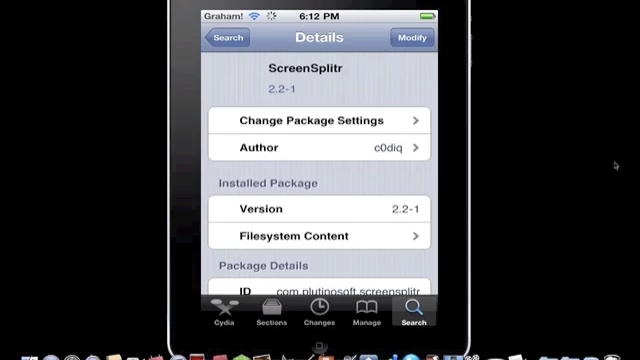 Graham! 6:12 PM
Search Details Modify
ScreenSplitr
2.2-1
Change Package Settings
Author c0diq
Installed Package
Version 2.2-1
Filesystem Content
Package Details
ID com.plutinosoft.screensplitr
Cydia Sections Changes Manage Search